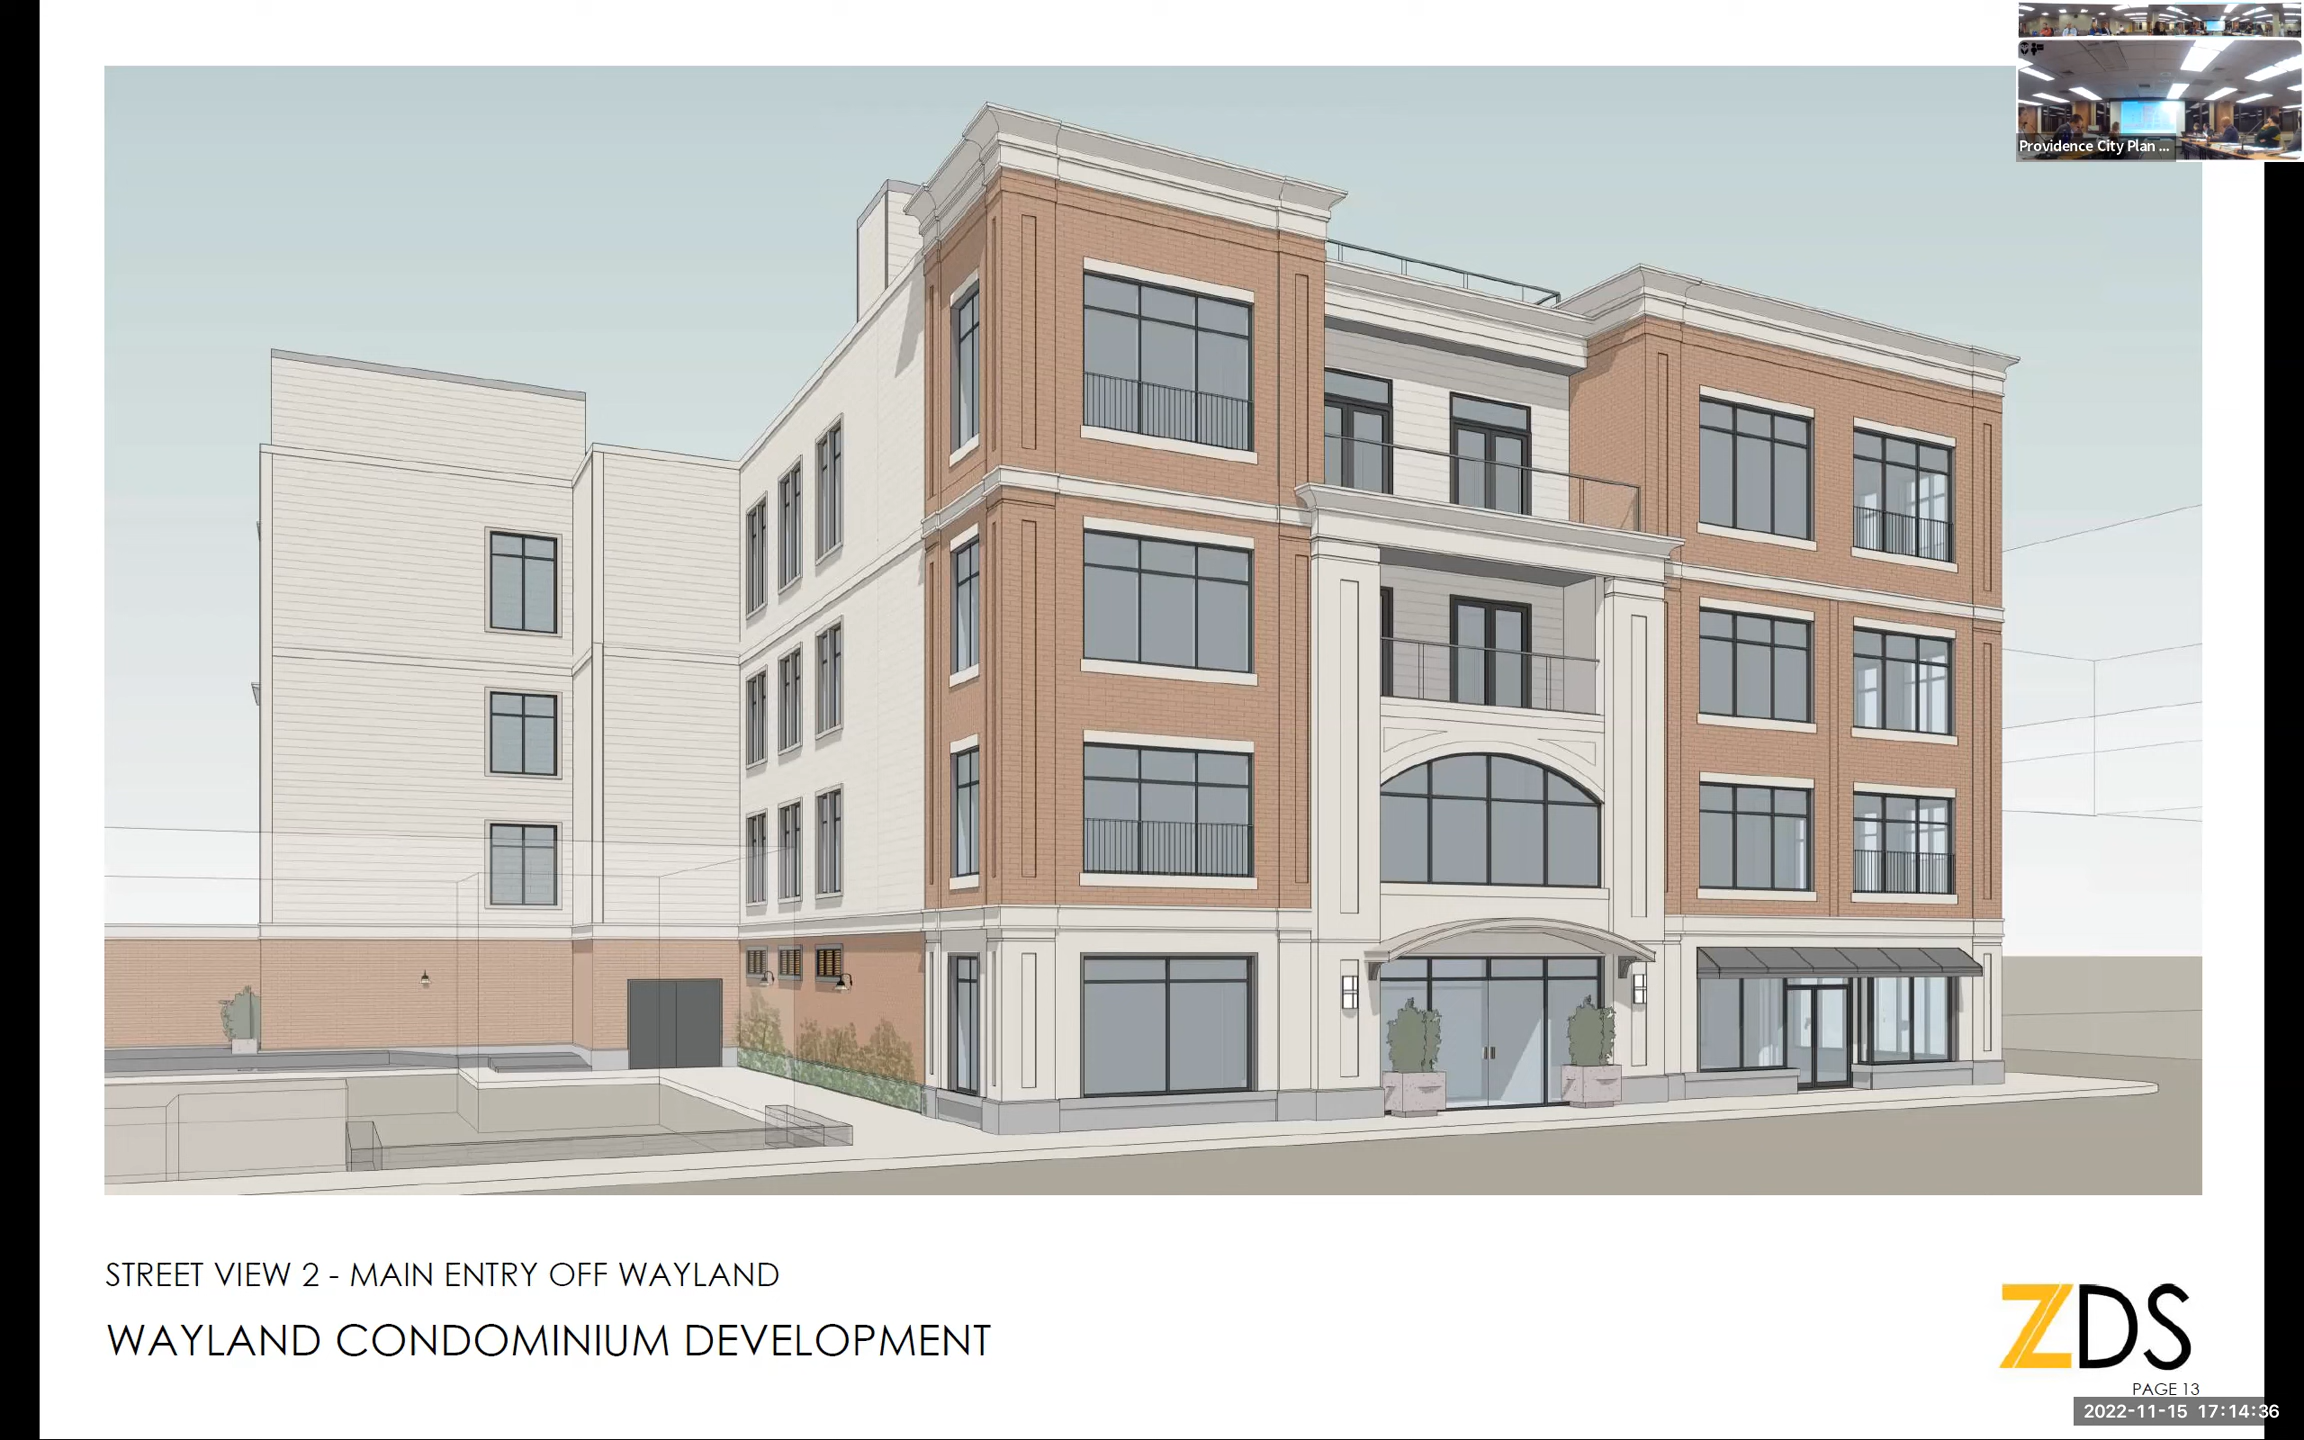 Providence City Plan ...
STREET VIEW 2 - MAIN ENTRY OFF WAYLAND
WAYLAND CONDOMINIUM DEVELOPMENT
ZDS
PAGE 13
2022-11-15 17:14:36